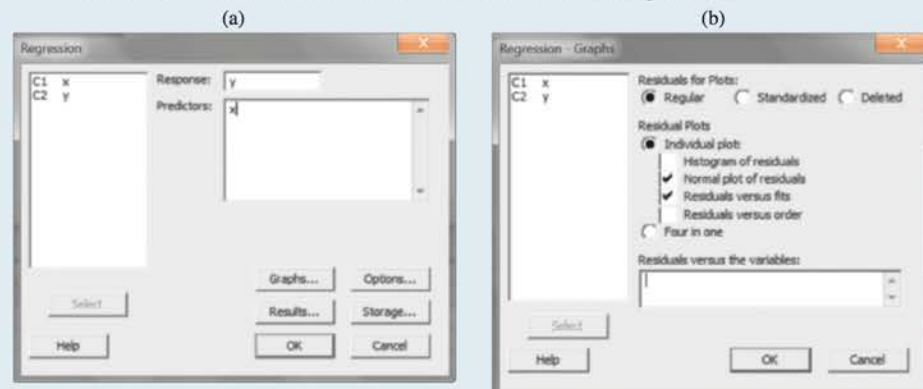 (a)
Regression
C1 x
C2 y
Response: y
Predictors:
x
Graphs... Options...
Select
Results... Storage...
Help OK Cancel
(b)
Regression - Graphs
C1 x
C2 y
Residuals for Plots:
Regular Standardized Deleted
Residual Plots
Individual plots
Histogram of residuals
Normal plot of residuals
Residuals versus fits
Residuals versus order
Four in one
Residuals versus the variables:
Select
Help OK Cancel